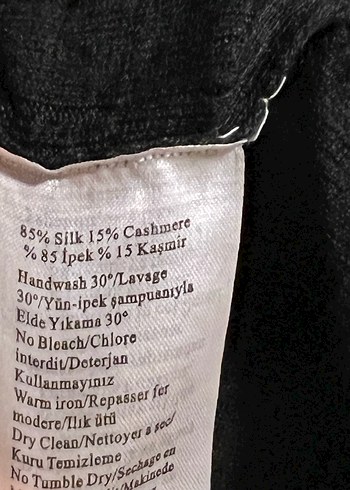 85% Silk 15% Cashmere
% 85 İpek % 15 Kaşmir
Handwash 30°/Lavage
30°/Yün-ipek şampuanıyla
Elde Yıkama 30°
No Bleach/Chlore
interdit/Deterjan
Kullanmayınız
Warm iron/Repasser fer
modere/Ilık ütü
Dry Clean/Nettoyer a sec/
Kuru Temizleme
No Tumble Dry/Sechage en
/Makinede